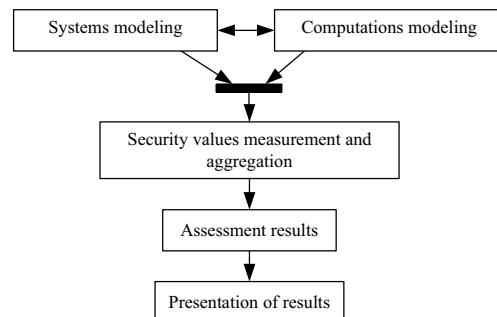 Systems modeling
Computations modeling
Security values measurement and
aggregation
Assessment results
Presentation of results